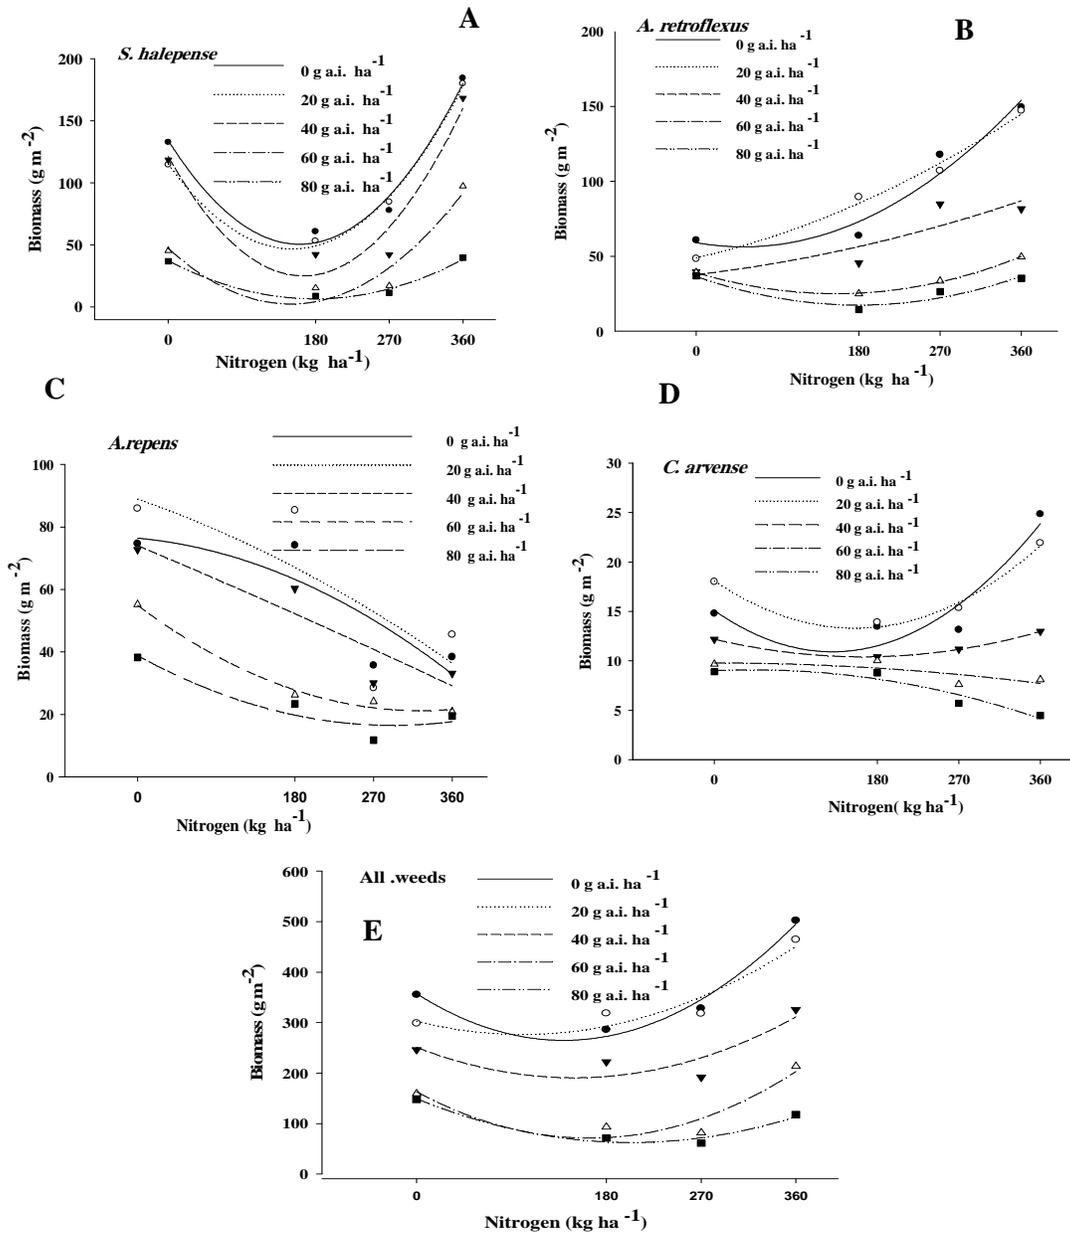 A
S. halepense
0 g a.i. ha -1
20 g a.i. ha -1
40 g a.i. ha -1
60 g a.i. ha -1
80 g a.i. ha -1
200
150
100
50
0
Biomass (g m -2)
0 180 270 360
Nitrogen (kg ha -1)
B
A. retroflexus
0 g a.i. ha -1
20 g a.i. ha -1
40 g a.i. ha -1
60 g a.i. ha -1
80 g a.i. ha -1
200
150
100
50
0
Biomass (g m -2)
0 180 270 360
Nitrogen (kg ha -1)
C
A.repens
0 g a.i. ha -1
20 g a.i. ha -1
40 g a.i. ha -1
60 g a.i. ha -1
80 g a.i. ha -1
100
80
60
40
20
0
Biomass (g m -2)
0 180 270 360
Nitrogen (kg ha -1)
D
C. arvense
0 g a.i. ha -1
20 g a.i. ha -1
40 g a.i. ha -1
60 g a.i. ha -1
80 g a.i. ha -1
30
25
20
15
10
5
0
Biomass (g m -2)
0 180 270 360
Nitrogen( kg ha -1)
All .weeds
E
0 g a.i. ha -1
20 g a.i. ha -1
40 g a.i. ha -1
60 g a.i. ha -1
80 g a.i. ha -1
600
500
400
300
200
100
0
Biomass (g m -2)
0 180 270 360
Nitrogen (kg ha -1)